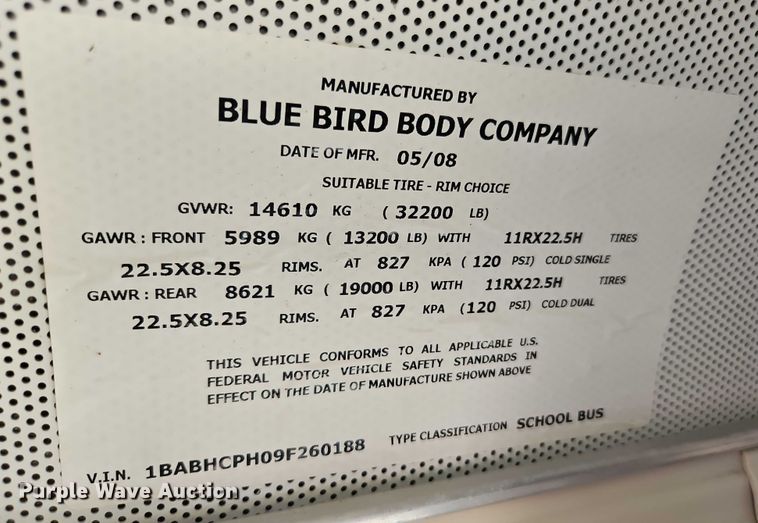 MANUFACTURED BY
BLUE BIRD BODY COMPANY
DATE OF MFR. 05/08
SUITABLE TIRE - RIM CHOICE
GVWR: 14610 KG ( 32200 LB)
GAWR : FRONT 5989 KG ( 13200 LB) WITH 11RX22.5H TIRES
22.5X8.25 RIMS. AT 827 KPA ( 120 PSI) COLD SINGLE
GAWR : REAR 8621 KG ( 19000 LB) WITH 11RX22.5H TIRES
22.5X8.25 RIMS. AT 827 KPA (120 PSI) COLD DUAL
THIS VEHICLE CONFORMS TO ALL APPLICABLE U.S.
FEDERAL MOTOR VEHICLE SAFETY STANDARDS IN
EFFECT ON THE DATE OF MANUFACTURE SHOWN ABOVE
V.I.N. 1BABHCPH09F260188 TYPE CLASSIFICATION SCHOOL BUS
Purple Wave Auction